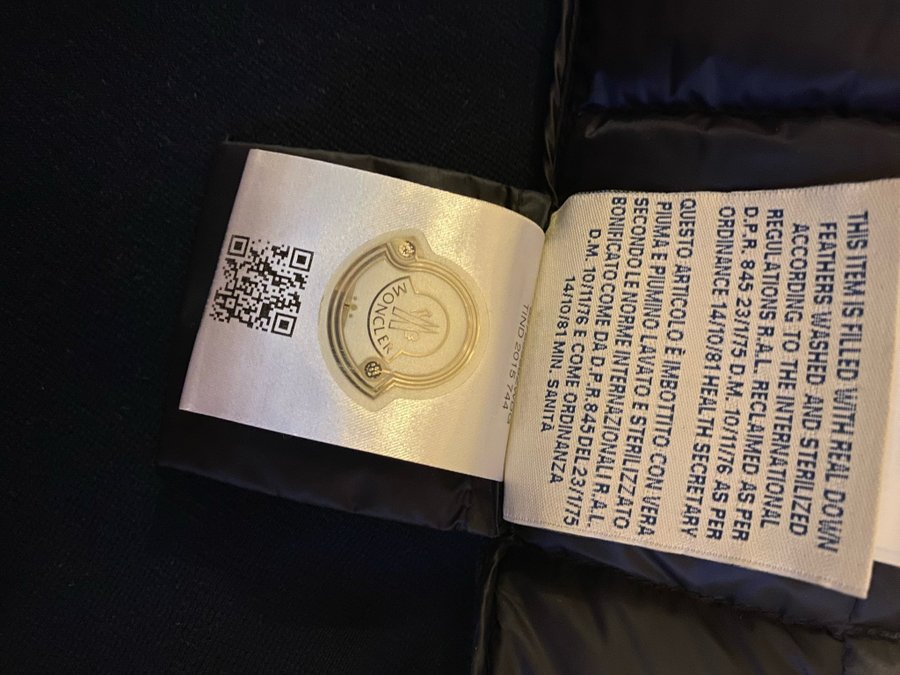 THIS ITEM IS FILLED WITH REAL DOWN
FEATHERS WASHED AND STERILIZED
ACCORDING TO THE INTERNATIONAL
REGULATIONS R.A.L. RECLAIMED AS PER
D.P.R. 845 23/1/75 D.M. 10/11/76 AS PER
ORDINANCE 14/10/81 HEALTH SECRETARY
QUESTO ARTICOLO È IMBOTTITO CON VERA
PIUMA E PIUMINO LAVATO E STERILIZZATO
SECONDO LE NORME INTERNAZIONALI R.A.L.
BONIFICATO COME DA D.P.R. 845 DEL 23/1/75
D.M. 10/11/76 E COME ORDINANZA
14/10/81 MIN. SANITA
2015 744
MONCLER